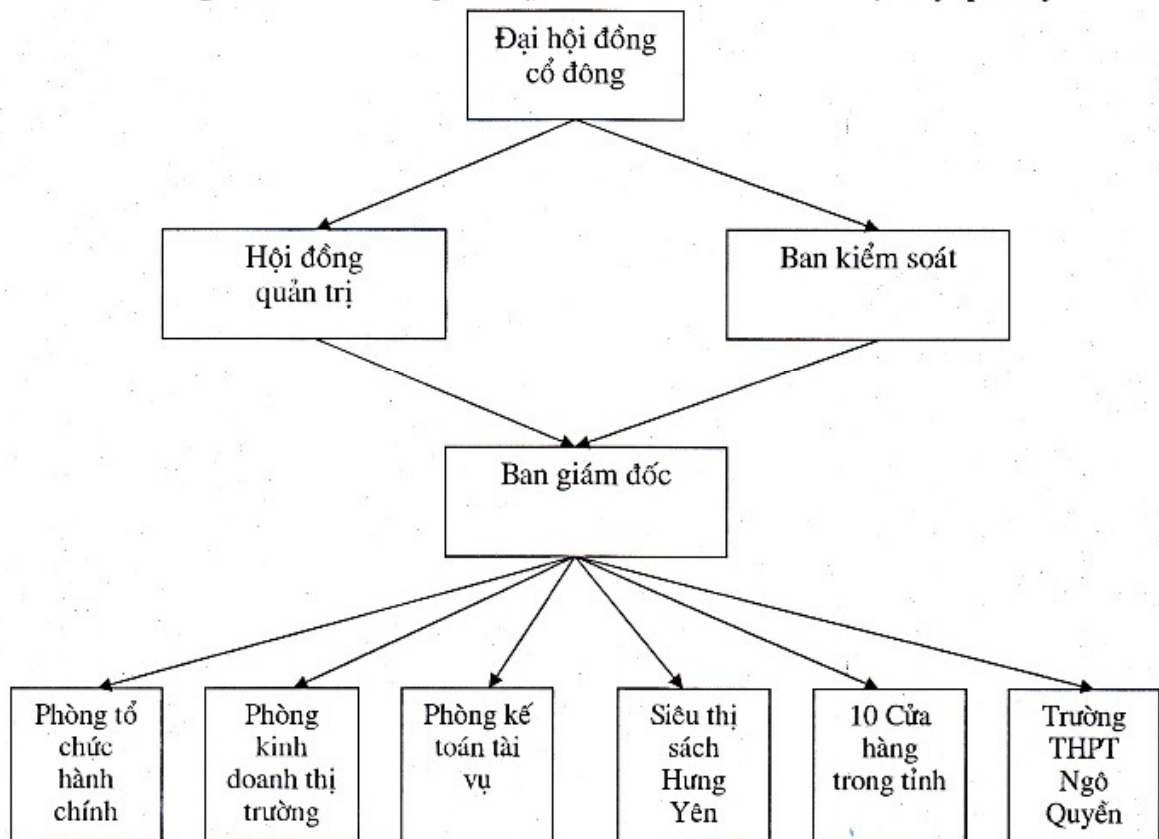 Đại hội đồng
cổ đông
Hội đồng
quản trị
Ban kiểm soát
Ban giám đốc
Phòng tổ
chức
hành
chính
Phòng
kinh
doanh thị
trường
Phòng kế
toán tài
vụ
Siêu thị
sách
Hưng
Yên
10 Cửa
hàng
trong tỉnh
Trường
THPT
Ngô
Quyền